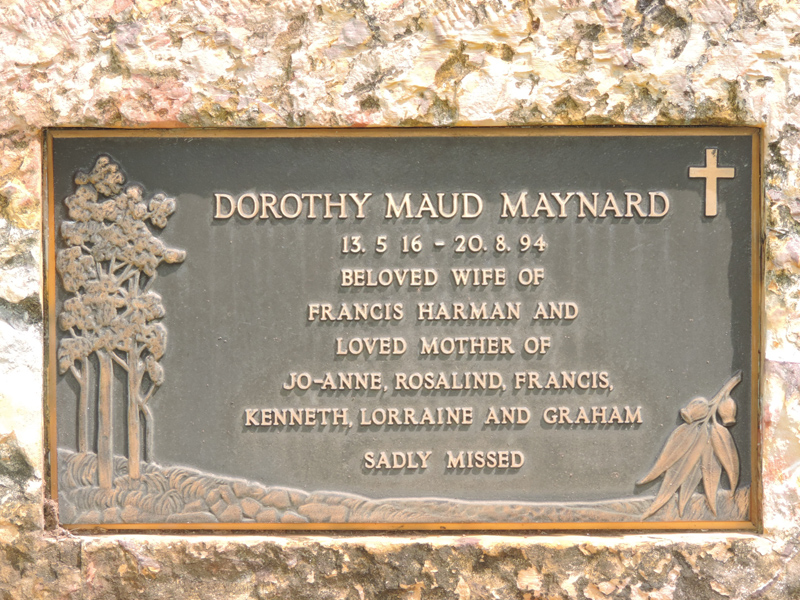 DOROTHY MAUD MAYNARD
13. 5 16 - 20. 8. 94
BELOVED WIFE OF
FRANCIS HARMAN AND
LOVED MOTHER OF
JO-ANNE, ROSALIND, FRANCIS,
KENNETH, LORRAINE AND GRAHAM
SADLY MISSED